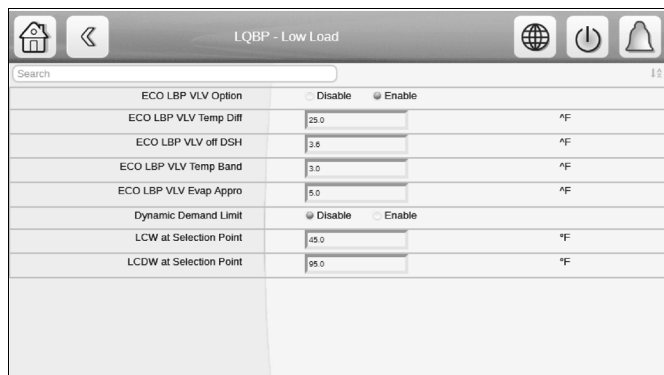 LQBP - Low Load
Search
ECO LBP VLV Option Disable Enable
ECO LBP VLV Temp Diff 25.0 ^F
ECO LBP VLV off DSH 3.6 ^F
ECO LBP VLV Temp Band 3.0 ^F
ECO LBP VLV Evap Appro 5.0 ^F
Dynamic Demand Limit Disable Enable
LCW at Selection Point 45.0 °F
LCDW at Selection Point 95.0 °F